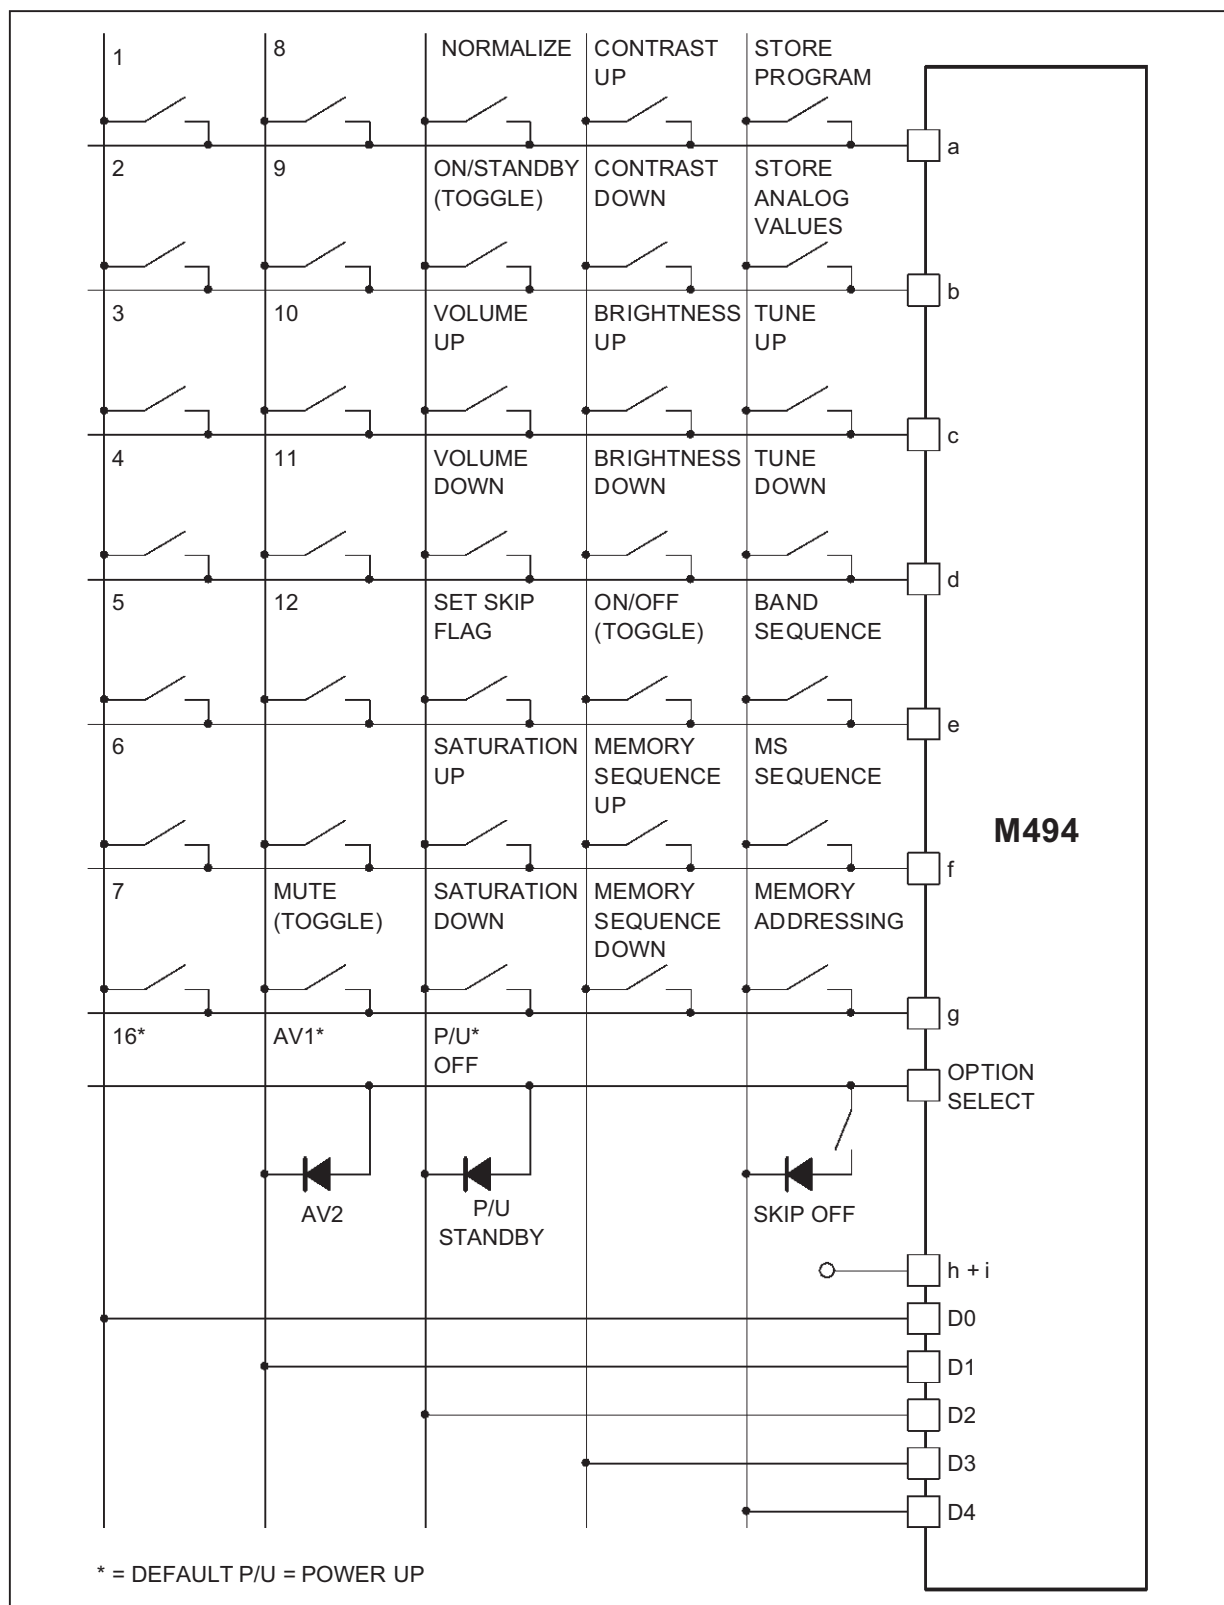 1
8
NORMALIZE
CONTRAST
UP
STORE
PROGRAM
a
2
9
ON/STANDBY
(TOGGLE)
CONTRAST
DOWN
STORE
ANALOG
VALUES
b
3
10
VOLUME
UP
BRIGHTNESS
UP
TUNE
UP
c
4
11
VOLUME
DOWN
BRIGHTNESS
DOWN
TUNE
DOWN
d
5
12
SET SKIP
FLAG
ON/OFF
(TOGGLE)
BAND
SEQUENCE
e
6
SATURATION
UP
MEMORY
SEQUENCE
UP
MS
SEQUENCE
M494
f
7
MUTE
(TOGGLE)
SATURATION
DOWN
MEMORY
SEQUENCE
DOWN
MEMORY
ADDRESSING
g
16*
AV1*
P/U*
OFF
OPTION
SELECT
AV2
P/U
STANDBY
SKIP OFF
h + i
D0
D1
D2
D3
D4
* = DEFAULT P/U = POWER UP